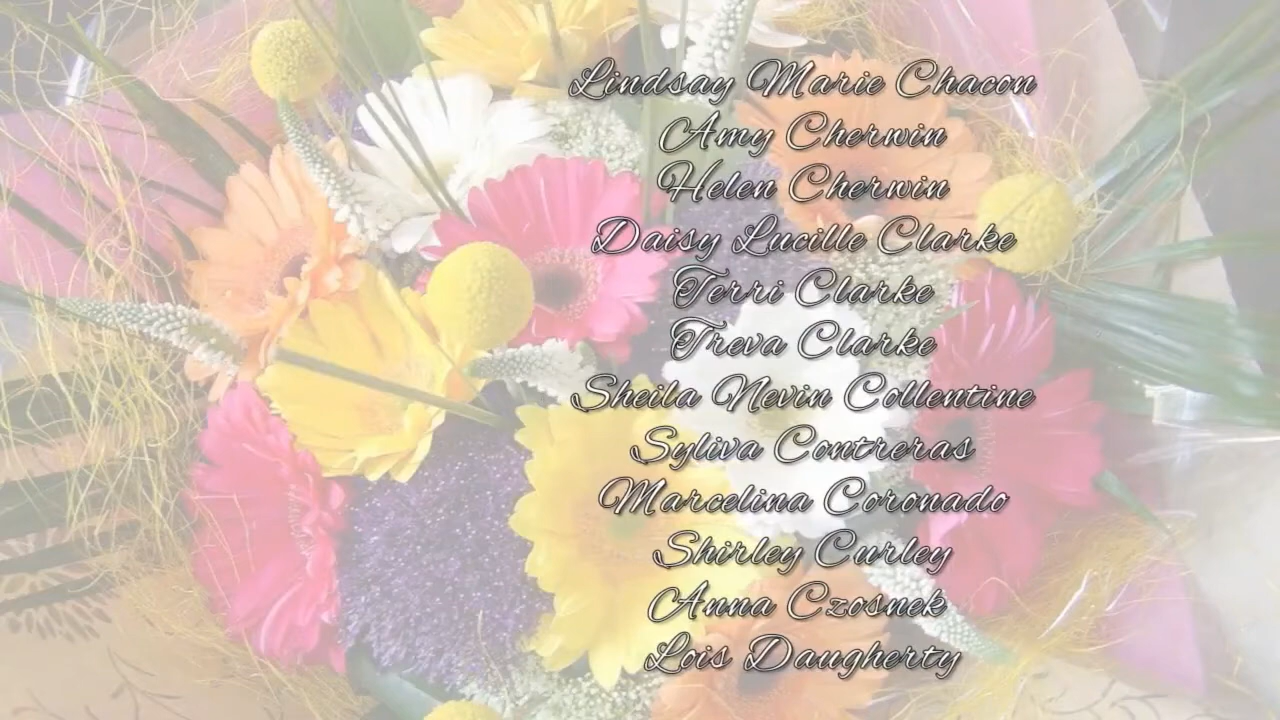 Lindsay Marie Chacon
Amy Cherwin
Helen Cherwin
Daisy Lucille Clarke
Terri Clarke
Treva Clarke
Sheila Nevin Collentine
Syliva Contreras
Marcelina Coronado
Shirley Curley
Anna Czosnek
Lois Daugherty